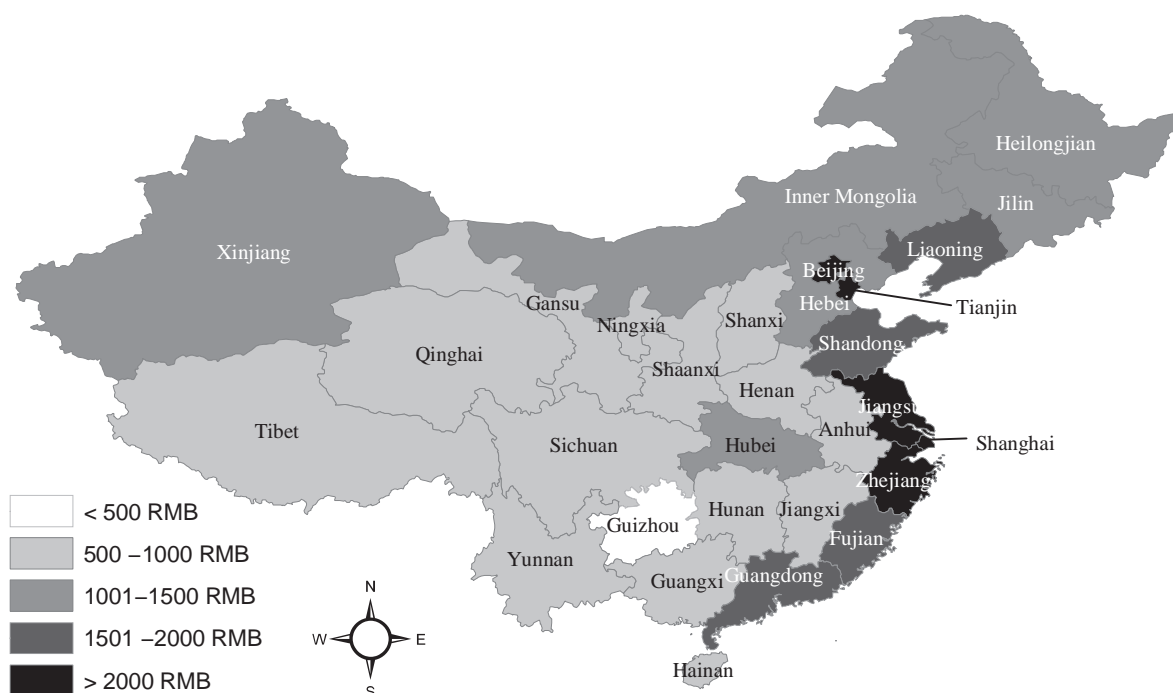 Heilongjian
Inner Mongolia
Jilin
Xinjiang
Liaoning
Beijing
Gansu
Hebei
Tianjin
Ningxia
Shanxi
Shandong
Qinghai
Shaanxi
Henan
Jiangsu
Tibet
Sichuan
Hubei
Anhui
Shanghai
Zhejiang
< 500 RMB
Guizhou
Hunan
Jiangxi
Fujian
500 –1000 RMB
Yunnan
Guangxi
Guangdong
1001–1500 RMB
N
W
E
S
1501 –2000 RMB
Hainan
> 2000 RMB